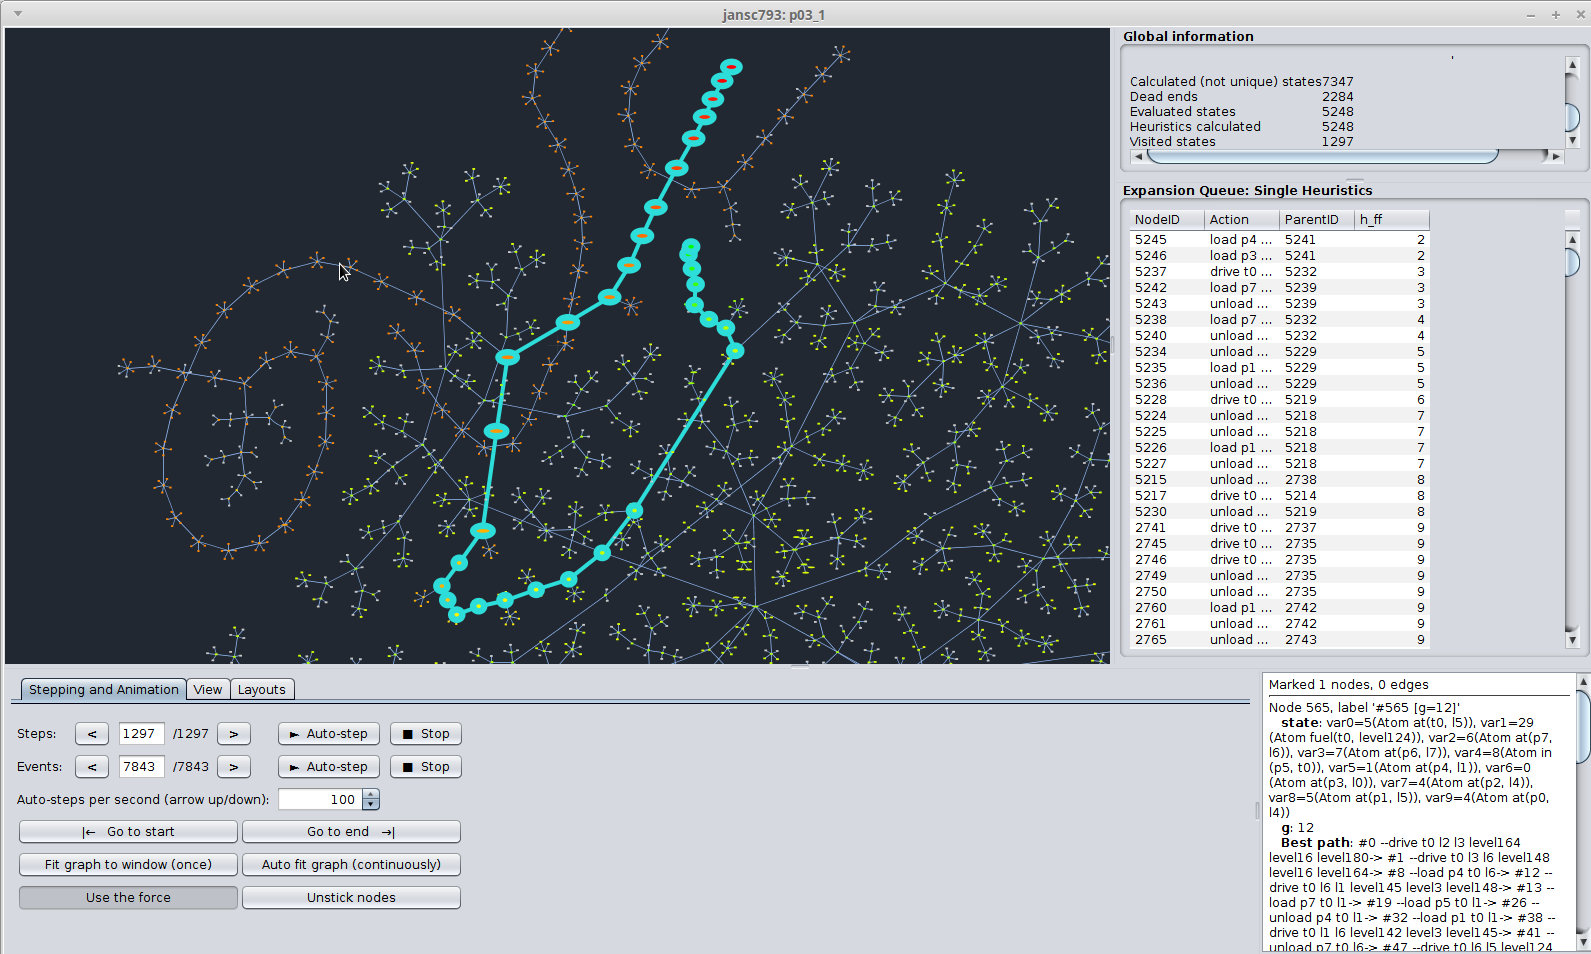 jansc793: p03_1
Global information
Calculated (not unique) states7347
Dead ends 2284
Evaluated states 5248
Heuristics calculated 5248
Visited states 1297
Expansion Queue: Single Heuristics
NodeID Action ParentID h_ff
5245 load p4 ... 5241 2
5246 load p3 ... 5241 2
5237 drive t0 ... 5232 3
5242 load p7 ... 5239 3
5243 unload ... 5239 3
5238 load p7 ... 5232 4
5240 unload ... 5232 4
5234 unload ... 5229 5
5235 load p1 ... 5229 5
5236 unload ... 5229 5
5228 drive t0 ... 5219 6
5224 unload ... 5218 7
5225 unload ... 5218 7
5226 load p1 ... 5218 7
5227 unload ... 5218 7
5215 unload ... 2738 8
5217 drive t0 ... 5214 8
5230 unload ... 5219 8
2741 drive t0 ... 2737 9
2745 drive t0 ... 2735 9
2746 drive t0 ... 2735 9
2749 unload ... 2735 9
2750 unload ... 2735 9
2760 load p1 ... 2742 9
2761 unload ... 2742 9
2765 unload ... 2743 9
Stepping and Animation View Layouts
Steps: < 1297 /1297 > ► Auto-step ■ Stop
Events: < 7843 /7843 > ► Auto-step ■ Stop
Auto-steps per second (arrow up/down): 100
|← Go to start Go to end →|
Fit graph to window (once) Auto fit graph (continuously)
Use the force Unstick nodes
Marked 1 nodes, 0 edges
Node 565, label '#565 [g=12]'
state: var0=5(Atom at(t0, l5)), var1=29
(Atom fuel(t0, level124)), var2=6(Atom at(p7,
l6)), var3=7(Atom at(p6, l7)), var4=8(Atom in
(p5, t0)), var5=1(Atom at(p4, l1)), var6=0
(Atom at(p3, l0)), var7=4(Atom at(p2, l4)),
var8=5(Atom at(p1, l5)), var9=4(Atom at(p0,
l4))
g: 12
Best path: #0 --drive t0 l2 l3 level164
level16 level180-> #1 --drive t0 l3 l6 level148
level16 level164-> #8 --load p4 t0 l6-> #12 --
drive t0 l6 l1 level145 level3 level148-> #13 --
load p7 t0 l1-> #19 --load p5 t0 l1-> #26 --
unload p4 t0 l1-> #32 --load p1 t0 l1-> #38 --
drive t0 l1 l6 level142 level3 level145-> #41 --
unload p7 t0 l6-> #47 --drive t0 l6 l5 level124